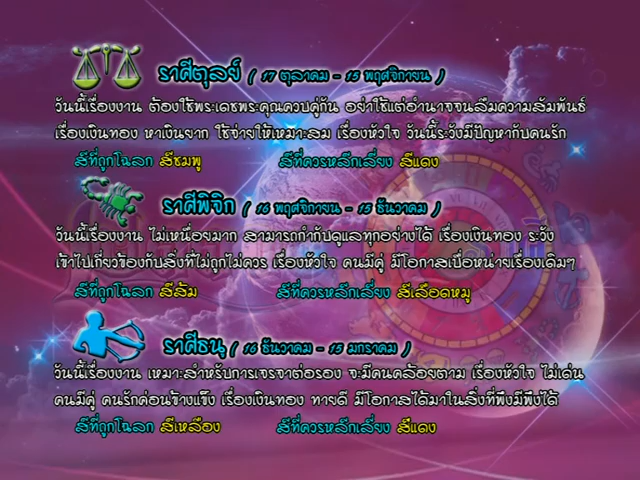 ราศีตุลย์ ( 17 ตุลาคม - 15 พฤศจิกายน )
วันนี้เรื่องงาน ต้องใช้พระเดชพระคุณควบคู่กัน อย่าใช้แต่อำนาจจนลืมความสัมพันธ์
เรื่องเงินทอง หาเงินยาก ใช้จ่ายให้เหมาะสม เรื่องหัวใจ วันนี้ระวังมีปัญหากับคนรัก
สีที่ถูกโฉลก สีชมพู สีที่ควรหลีกเลี่ยง สีแดง
ราศีพิจิก ( 16 พฤศจิกายน - 15 ธันวาคม )
วันนี้เรื่องงาน ไม่เหนื่อยมาก สามารถกำกับดูแลทุกอย่างได้ เรื่องเงินทอง ระวัง
เข้าไปเกี่ยวข้องกับสิ่งที่ไม่ถูกไม่ควร เรื่องหัวใจ คนมีคู่ มีโอกาสเบื่อหน่ายเรื่องเดิมๆ
สีที่ถูกโฉลก สีส้ม สีที่ควรหลีกเลี่ยง สีเลือดหมู
ราศีธนู ( 16 ธันวาคม - 15 มกราคม )
วันนี้เรื่องงาน เหมาะสำหรับการเจรจาต่อรอง จะมีคนคล้อยตาม เรื่องหัวใจ ไม่เด่น
คนมีคู่ คนรักค่อนข้างแข็ง เรื่องเงินทอง ทายดี มีโอกาสได้มาในสิ่งที่พึงมีพึงได้
สีที่ถูกโฉลก สีเหลือง สีที่ควรหลีกเลี่ยง สีแดง